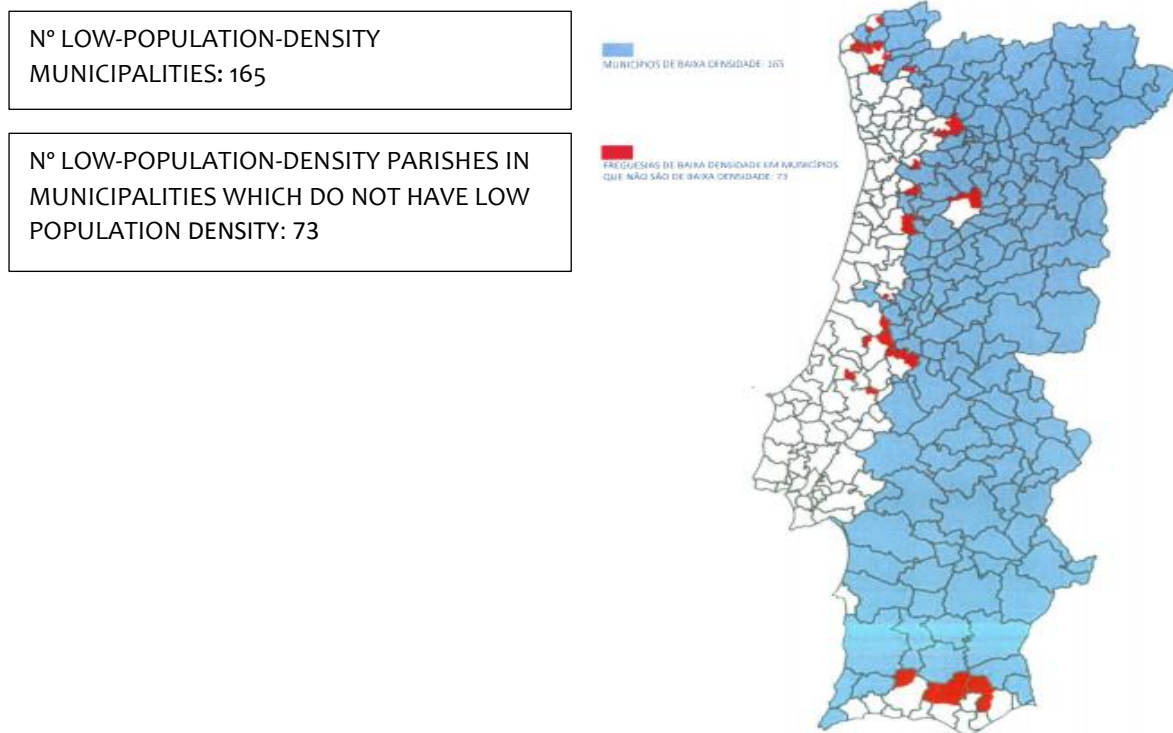 Nº LOW-POPULATION-DENSITY
MUNICIPALITIES: 165
Nº LOW-POPULATION-DENSITY PARISHES IN
MUNICIPALITIES WHICH DO NOT HAVE LOW
POPULATION DENSITY: 73
MUNICÍPIOS DE BAIXA DENSIDADE: 165
FREGUESIAS DE BAIXA DENSIDADE EM MUNICÍPIOS
QUE NÃO SÃO DE BAIXA DENSIDADE: 73